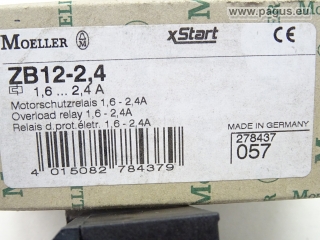 © www.pagus.eu
MOELLER
xStart
CE
ZB12-2,4
1,6 ... 2,4 A
Motorschutzrelais 1,6 - 2,4A
Overload relay 1,6 - 2,4A
Relais d.prot.életr. 1,6 - 2,4A
MADE IN GERMANY
278437
057
4 015082 784379